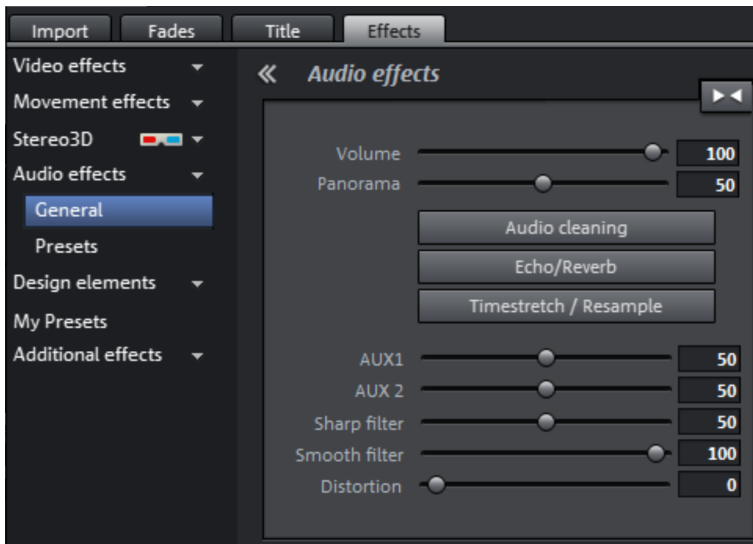 Import Fades Title Effects
Video effects
Movement effects
Stereo3D
Audio effects
General
Presets
Design elements
My Presets
Additional effects
Audio effects
Volume 100
Panorama 50
Audio cleaning
Echo/Reverb
Timestretch / Resample
AUX1 50
AUX 2 50
Sharp filter 50
Smooth filter 100
Distortion 0